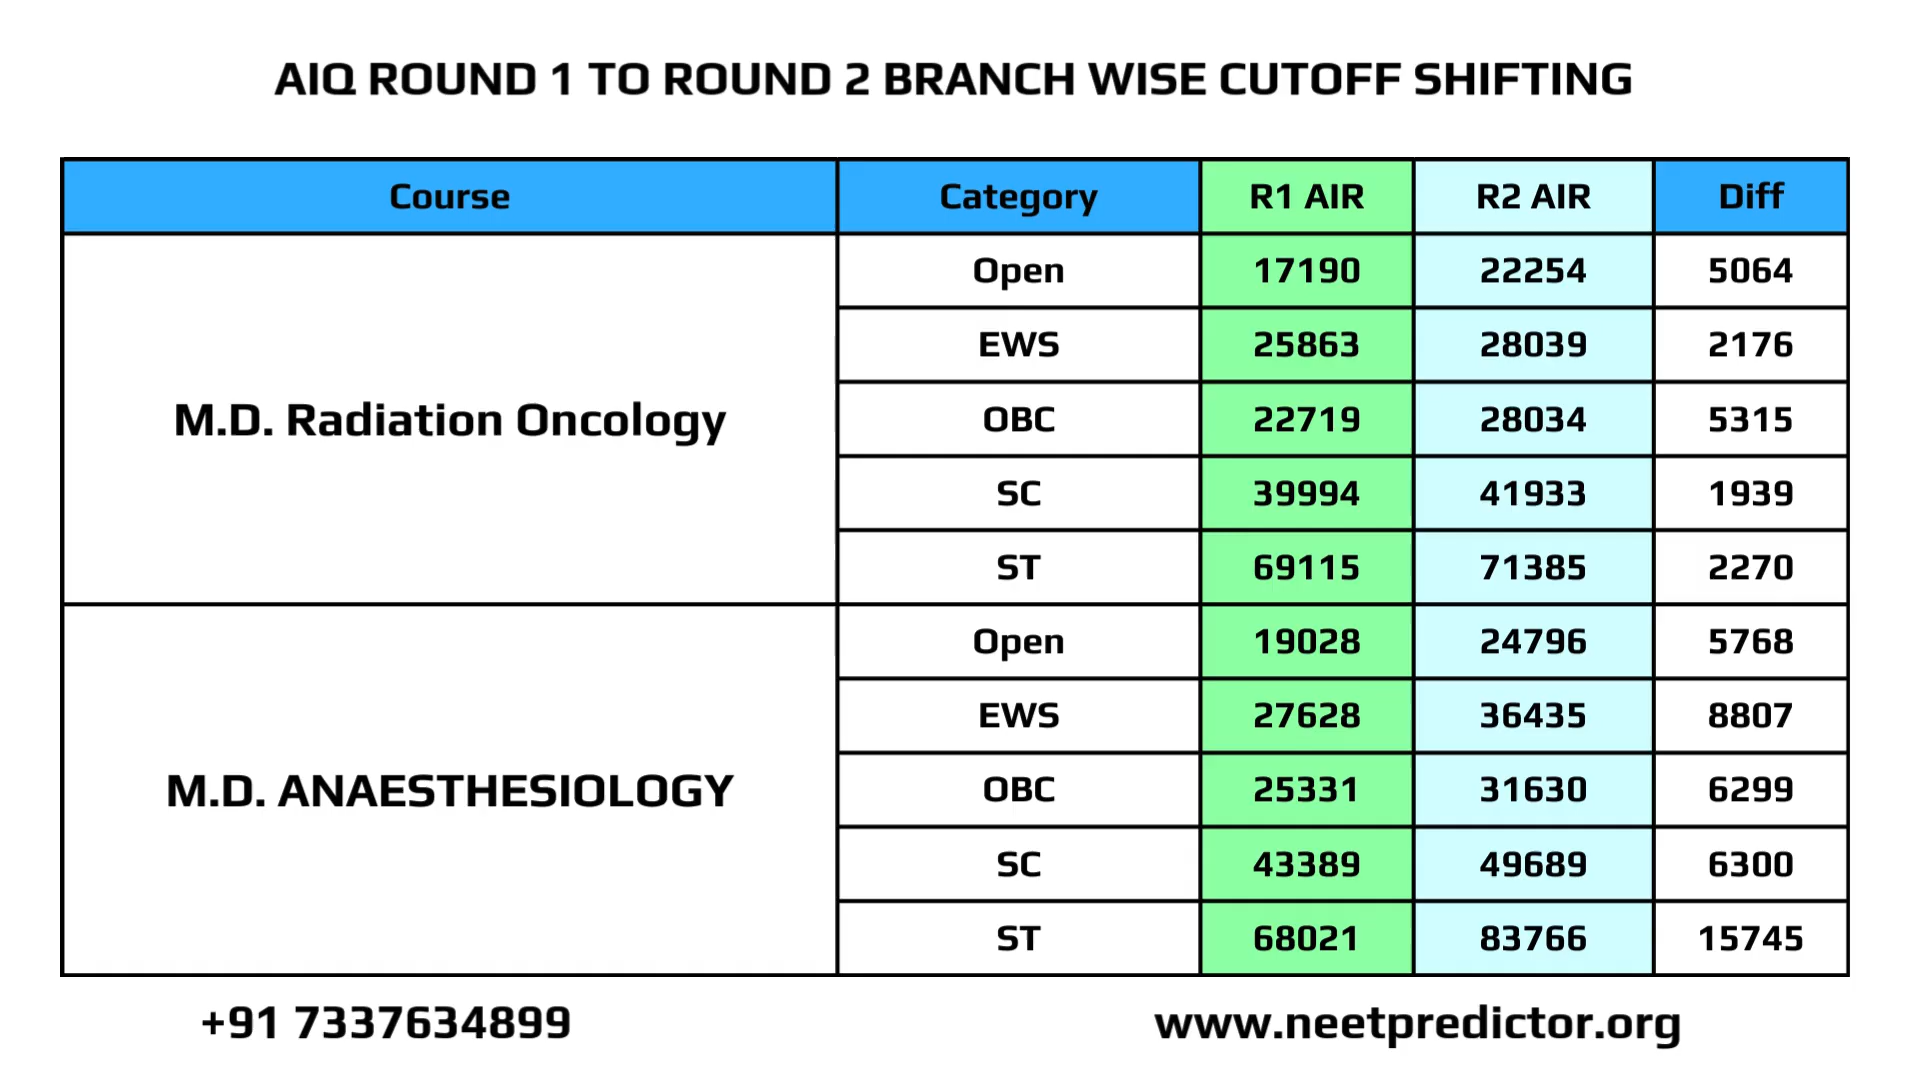 AIQ ROUND 1 TO ROUND 2 BRANCH WISE CUTOFF SHIFTING
Course Category R1 AIR R2 AIR Diff
M.D. Radiation Oncology
Open 17190 22254 5064
EWS 25863 28039 2176
OBC 22719 28034 5315
SC 39994 41933 1939
ST 69115 71385 2270
M.D. ANAESTHESIOLOGY
Open 19028 24796 5768
EWS 27628 36435 8807
OBC 25331 31630 6299
SC 43389 49689 6300
ST 68021 83766 15745
+91 7337634899 www.neetpredictor.org